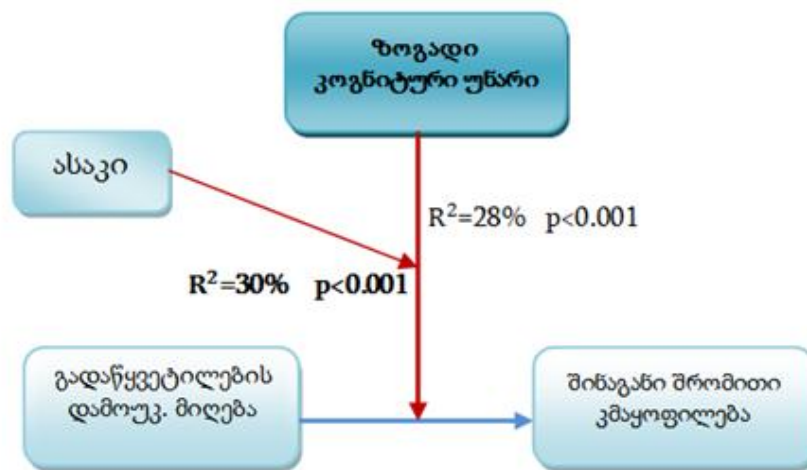 ზოგადი
კოგნიტური უნარი
ასაკი
R²=28% p<0.001
R²=30% p<0.001
გადაწყვეტილების
დამოუკ. მიღება
შინაგანი შრომითი
კმაყოფილება